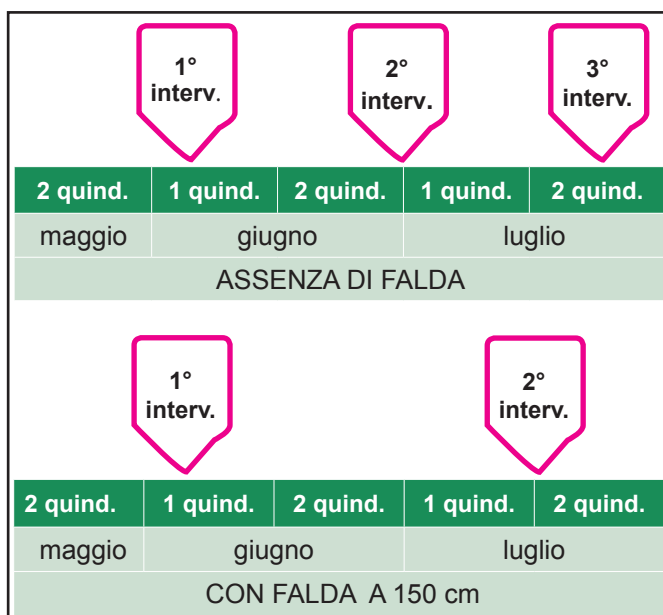 1° 2° 3°
interv. interv. interv.
2 quind. 1 quind. 2 quind. 1 quind. 2 quind.
maggio giugno luglio
ASSENZA DI FALDA
1° 2°
interv. interv.
2 quind. 1 quind. 2 quind. 1 quind. 2 quind.
maggio giugno luglio
CON FALDA A 150 cm